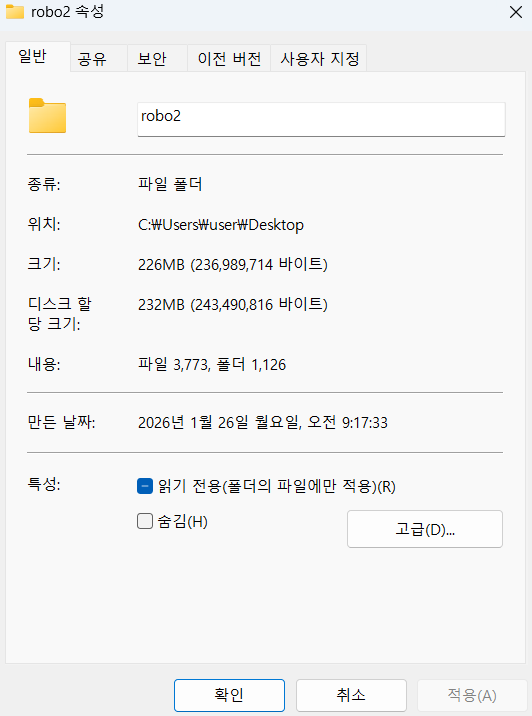 robo2 속성
일반 공유 보안 이전 버전 사용자 지정
robo2
종류: 파일 폴더
위치: C:₩Users₩user₩Desktop
크기: 226MB (236,989,714 바이트)
디스크 할
당 크기: 232MB (243,490,816 바이트)
내용: 파일 3,773, 폴더 1,126
만든 날짜: 2026년 1월 26일 월요일, 오전 9:17:33
특성: 읽기 전용(폴더의 파일에만 적용)(R)
숨김(H)
고급(D)...
확인 취소 적용(A)